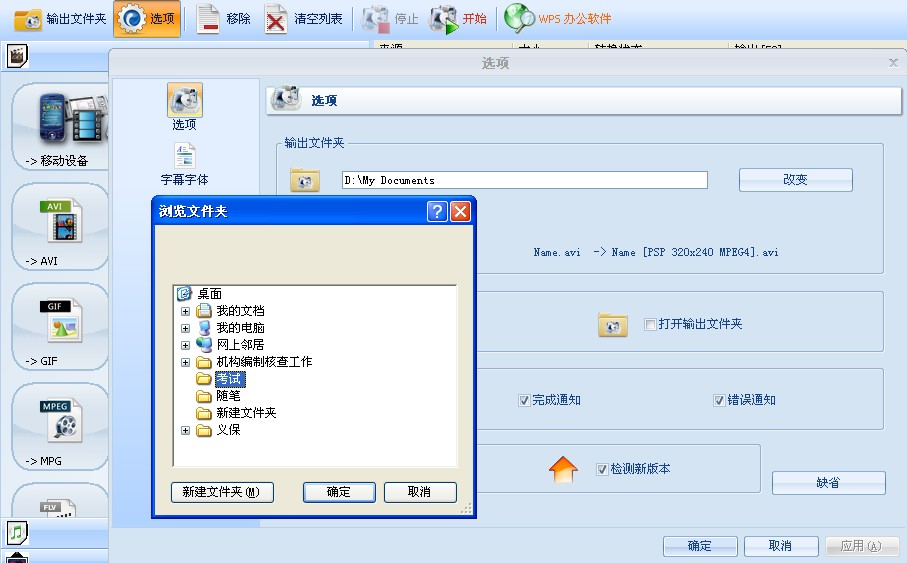 输出文件夹 选项 移除 清空列表 停止 开始 WPS 办公软件
选项
-> 移动设备
AVI
-> AVI
GIF
-> GIF
MPEG
-> MPG
FLV
选项
字幕字体
选项
输出文件夹
D:\My Documents 改变
Name.avi -> Name [PSP 320x240 MPEG4].avi
打开输出文件夹
完成通知 错误通知
检测新版本
缺省
浏览文件夹
桌面
我的文档
我的电脑
网上邻居
机构编制核查工作
考试
随笔
新建文件夹
义保
新建文件夹(M) 确定 取消
确定 取消 应用(A)